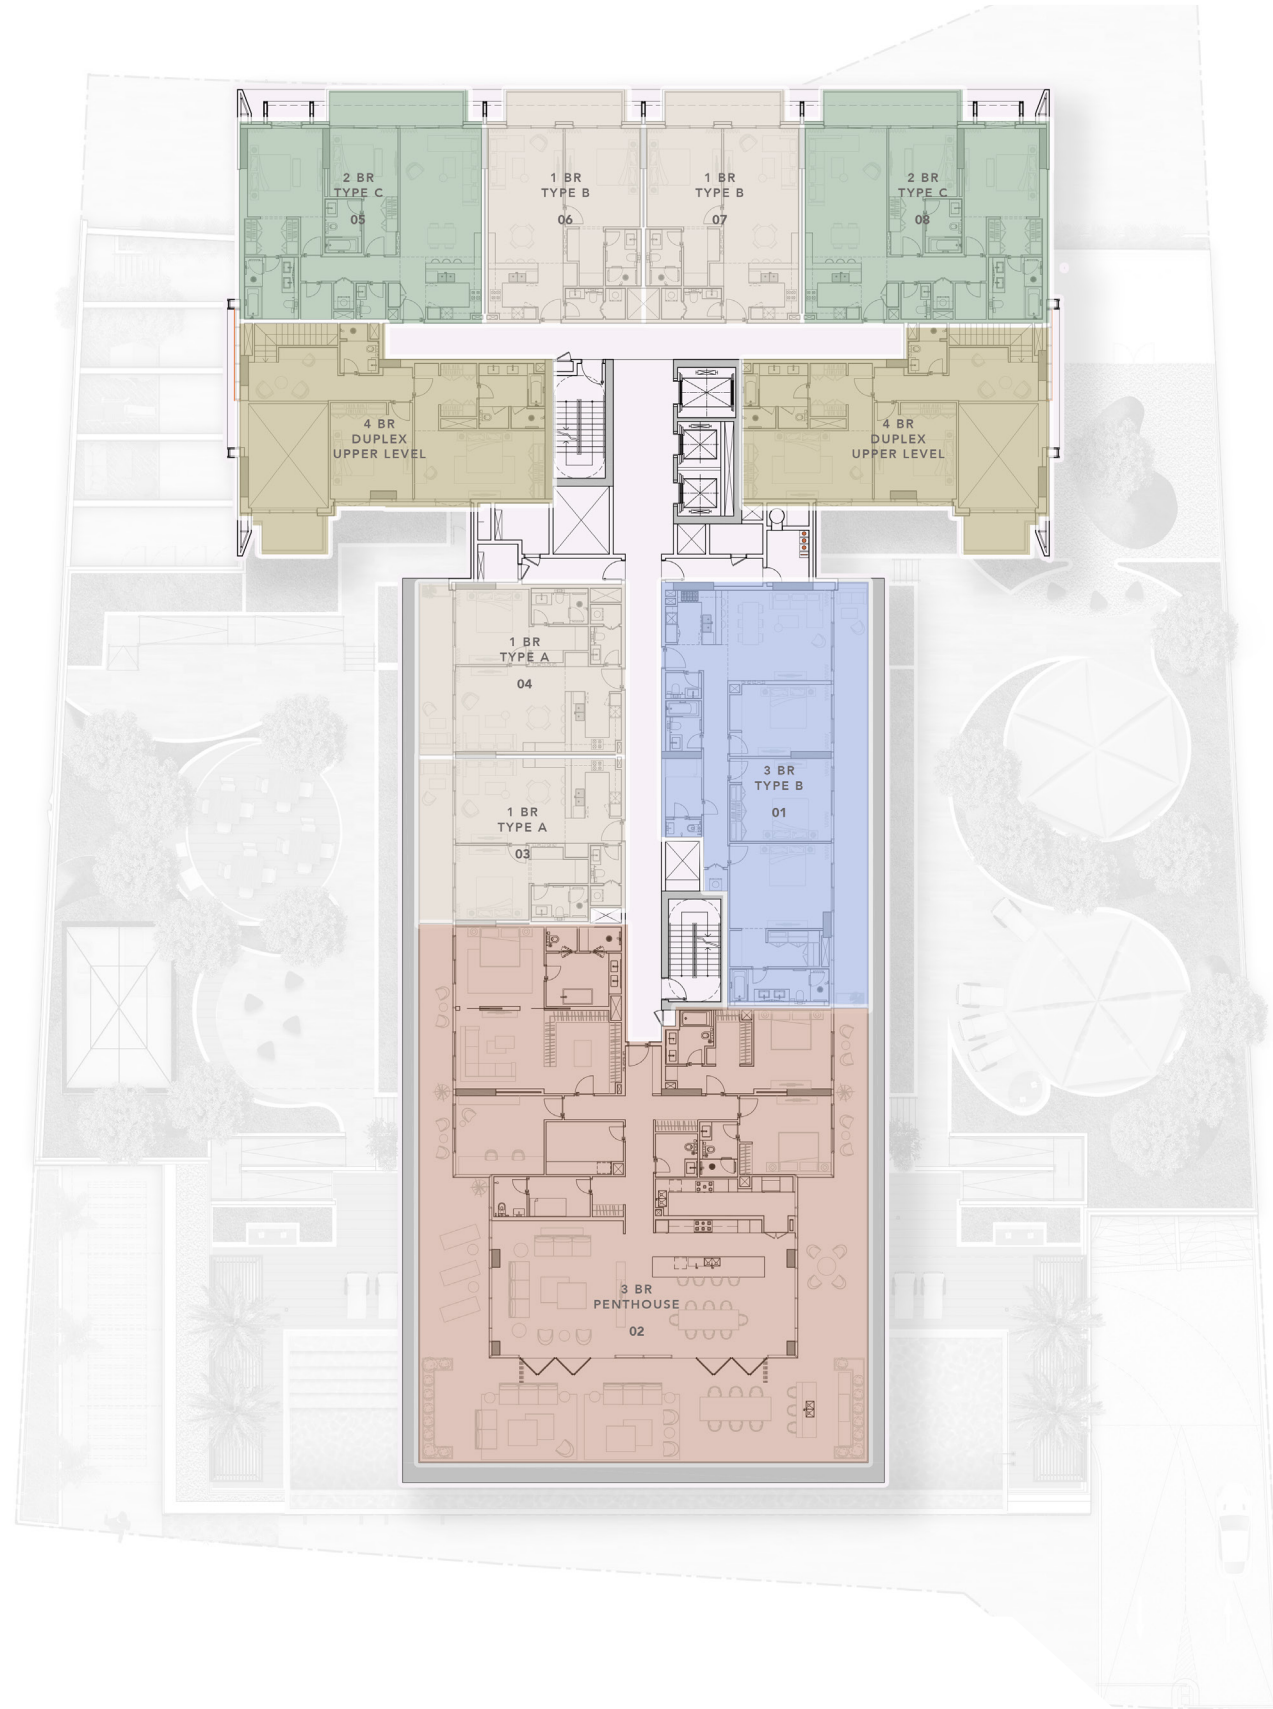 2 BR
TYPE C
05
1 BR
TYPE B
06
1 BR
TYPE B
07
2 BR
TYPE C
08
4 BR
DUPLEX
UPPER LEVEL
4 BR
DUPLEX
UPPER LEVEL
1 BR
TYPE A
04
3 BR
TYPE B
01
1 BR
TYPE A
03
3 BR
PENTHOUSE
02